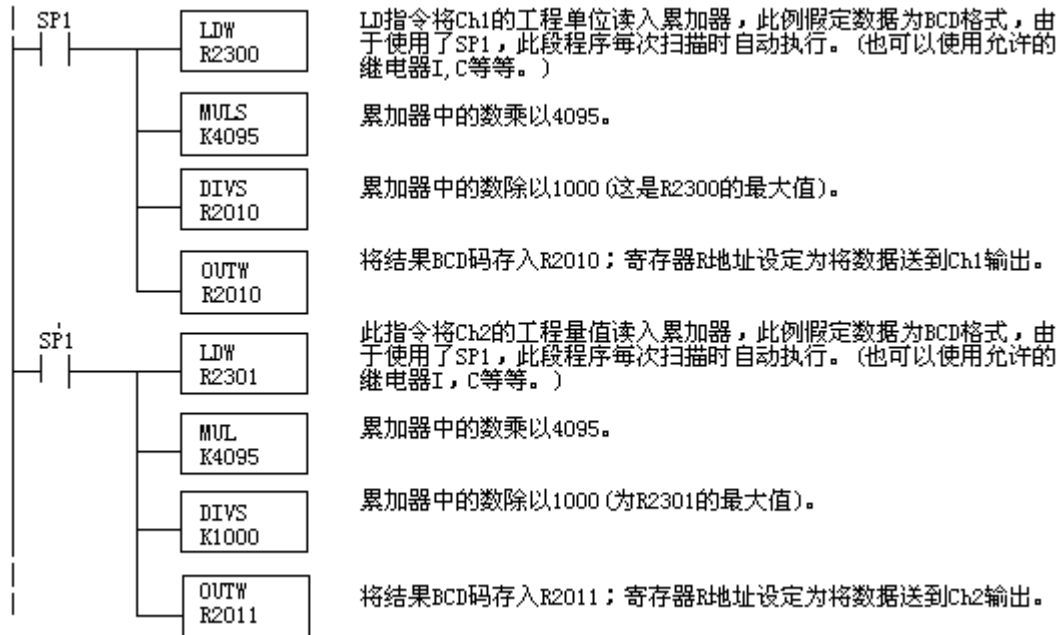 SP1
LDW
R2300
LD指令将Ch1的工程单位读入累加器，此例假定数据为BCD格式，由
于使用了SP1，此段程序每次扫描时自动执行。(也可以使用允许的
继电器I,C等等。)
MULS
K4095
累加器中的数乘以4095。
DIVS
R2010
累加器中的数除以1000(这是R2300的最大值)。
OUTW
R2010
将结果BCD码存入R2010；寄存器R地址设定为将数据送到Ch1输出。
SP1
LDW
R2301
此指令将Ch2的工程量值读入累加器，此例假定数据为BCD格式，由
于使用了SP1，此段程序每次扫描时自动执行。(也可以使用允许的
继电器I，C等等。)
MUL
K4095
累加器中的数乘以4095。
DIVS
K1000
累加器中的数除以1000(为R2301的最大值)。
OUTW
R2011
将结果BCD码存入R2011；寄存器R地址设定为将数据送到Ch2输出。